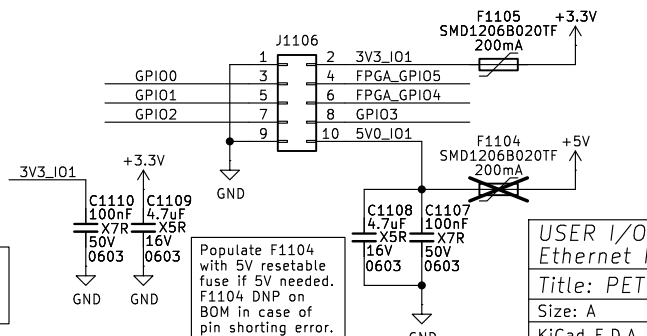 F1105
SMD1206B020TF
200mA
+3.3V
J1106
1
2
3V3_IO1
GPIO0
3
4
FPGA_GPIO5
GPIO1
5
6
FPGA_GPIO4
GPIO2
7
8
GPIO3
9
10
5V0_IO1
F1104
SMD1206B020TF
200mA
+5V
GND
3V3_IO1
+3.3V
C1110
100nF
X7R
50V
0603
GND
C1109
4.7uF
X5R
16V
0603
GND
Populate F1104
with 5V resetable
fuse if 5V needed.
F1104 DNP on
BOM in case of
pin shorting error.
C1108
4.7uF
X5R
16V
0603
C1107
100nF
X7R
50V
0603
GND
USER I/O
Ethernet
Title: PET
Size: A
KiCad E.D.A.